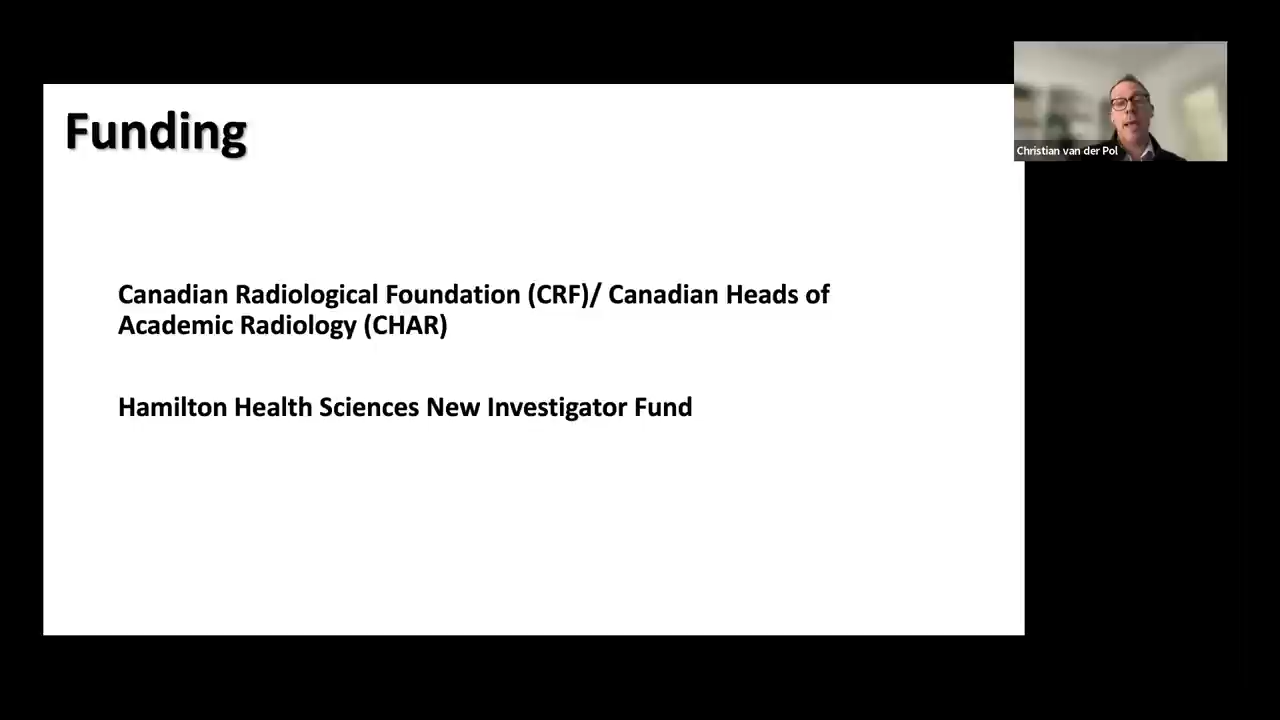 Funding
Christian van der Pol
Canadian Radiological Foundation (CRF)/ Canadian Heads of
Academic Radiology (CHAR)
Hamilton Health Sciences New Investigator Fund